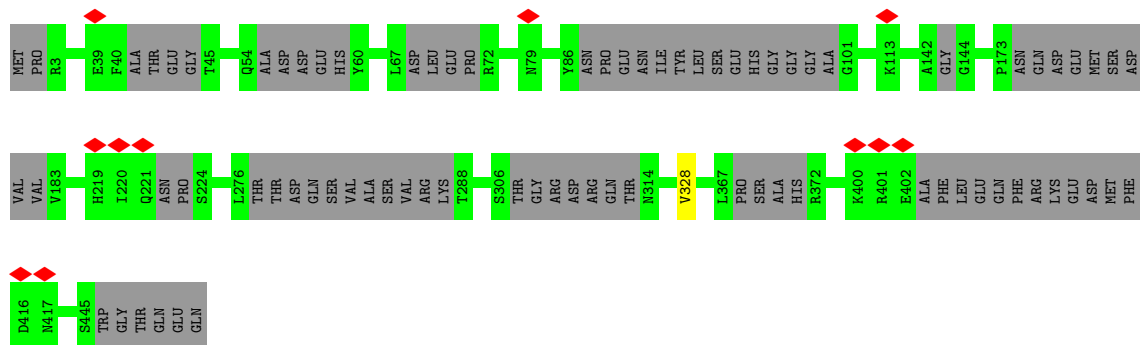 MET PRO R3 E39 F40 ALA THR GLU GLY T45 Q54 ALA ASP ASP GLU HIS Y60 L67 ASP LEU GLU PRO R72 N79 Y86 ASN PRO GLU ASN ILE TYR LEU SER GLU HIS GLY GLY GLY ALA G101 K113 A142 GLY G144 P173 ASN GLN ASP GLU MET SER ASP
VAL VAL V183 H219 I220 Q221 ASN PRO S224 L276 THR THR ASP GLN SER VAL ALA SER VAL ARG LYS T288 S306 THR GLY ARG ASP ARG GLN THR N314 V328 L367 PRO SER ALA HIS R372 K400 R401 E402 ALA PHE LEU GLU GLN PHE ARG LYS GLU ASP MET PHE
D416 N417 S445 TRP GLY THR GLN GLU GLN